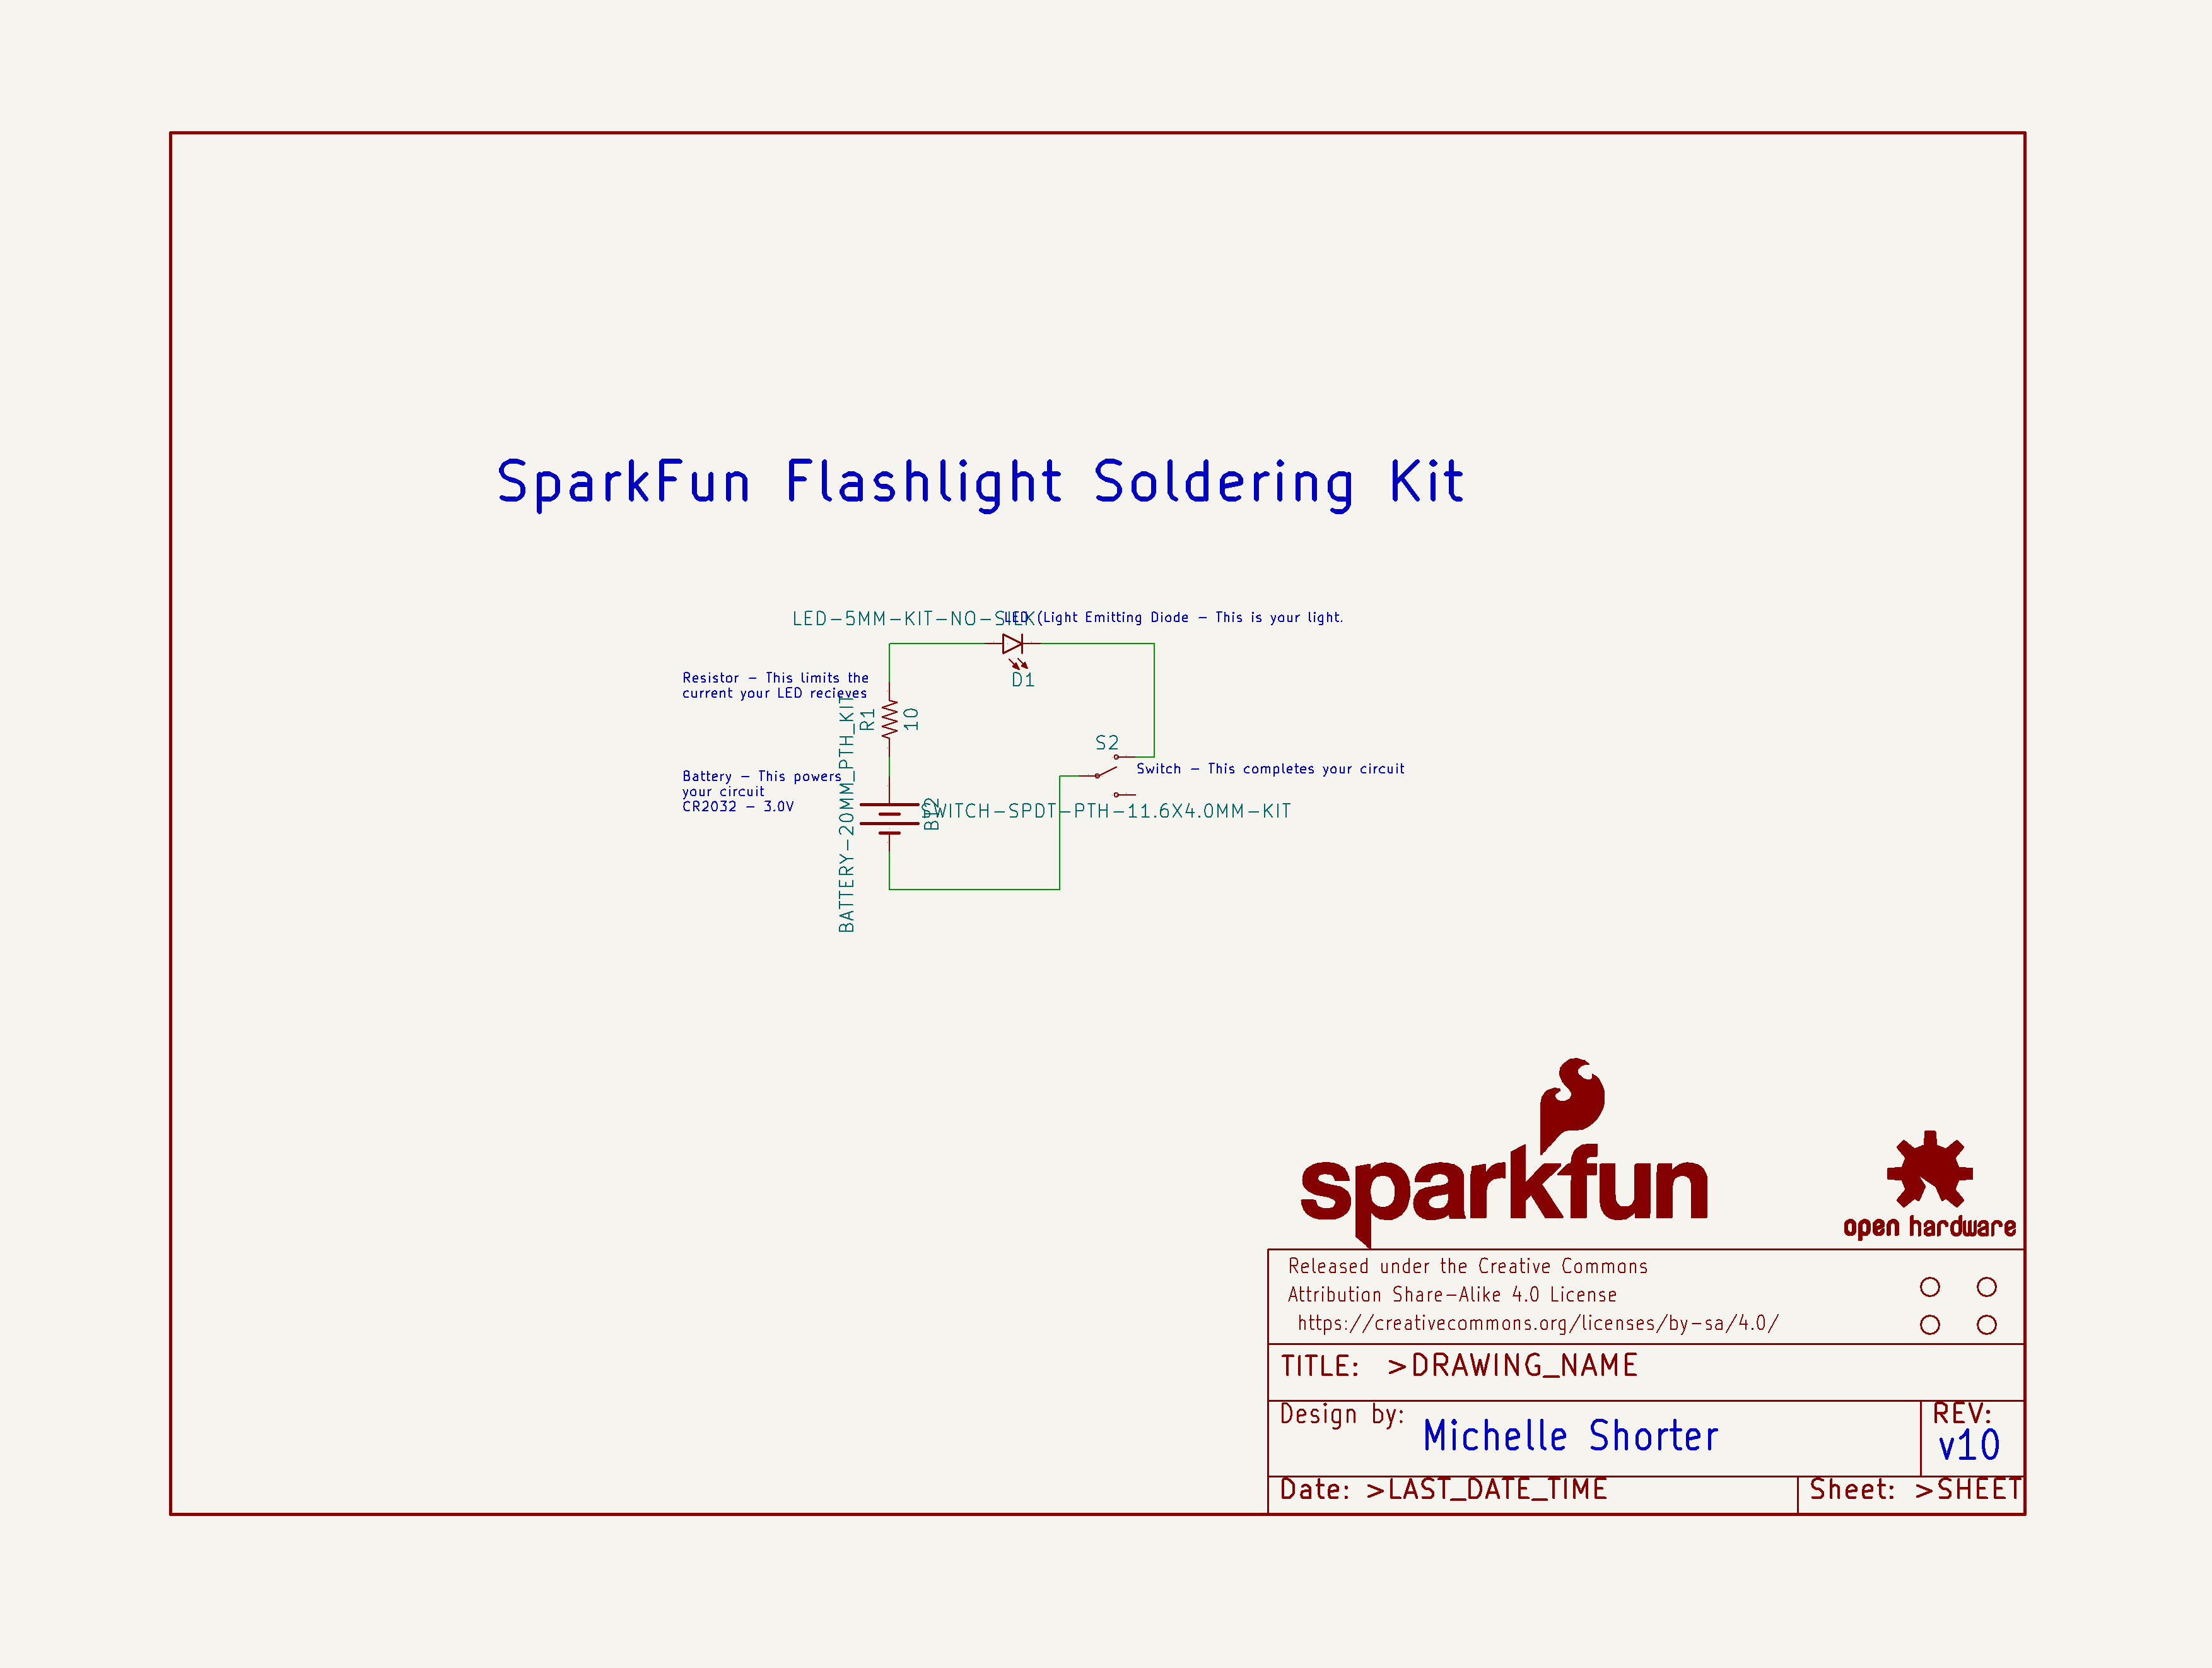 SparkFun Flashlight Soldering Kit
LED-5MM-KIT-NO-SILK
LED (Light Emitting Diode - This is your light.
D1
Resistor - This limits the
current your LED recieves
R1
10
S2
Switch - This completes your circuit
Battery - This powers
your circuit
CR2032 - 3.0V
BATTERY-20MM_PTH_KIT
BT2
SWITCH-SPDT-PTH-11.6X4.0MM-KIT
sparkfun
open hardware
Released under the Creative Commons
Attribution Share-Alike 4.0 License
https://creativecommons.org/licenses/by-sa/4.0/
TITLE: >DRAWING_NAME
Design by: Michelle Shorter
REV:
v10
Date: >LAST_DATE_TIME
Sheet: >SHEET